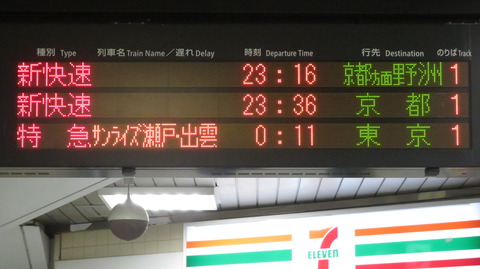 種別 Type 列車名 Train Name／遅れ Delay 時刻 Departure Time 行先 Destination のりば Track
新快速 23:16 京都方面野洲 1
新快速 23:36 京都 1
特急 サンライズ瀬戸・出雲 0:11 東京 1
7 ELEVEN